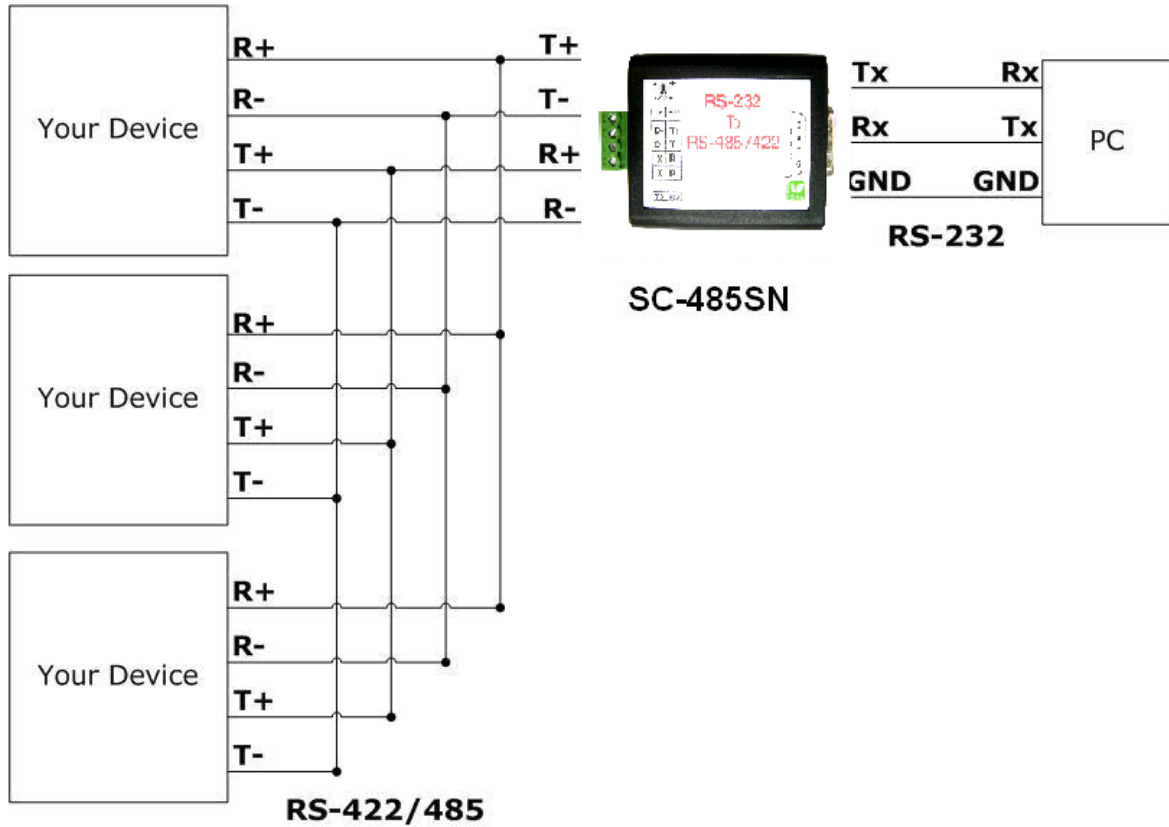 Your Device
R+
R-
T+
T-
T+
T-
R+
R-
RS-232
To
RS-485/422
SC-485SN
Tx
Rx
GND
Rx
Tx
GND
RS-232
PC
Your Device
R+
R-
T+
T-
Your Device
R+
R-
T+
T-
RS-422/485